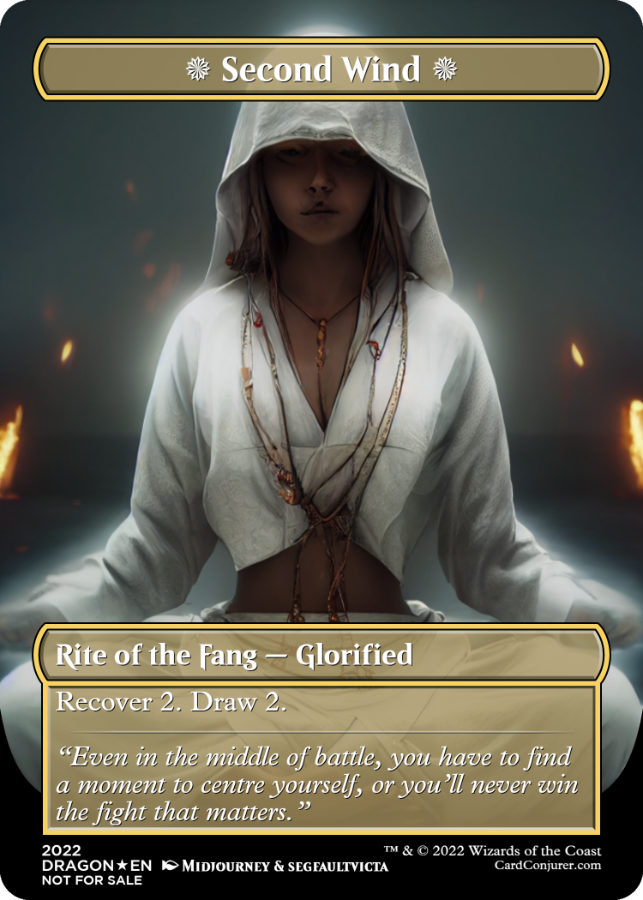 Second Wind
Rite of the Fang — Glorified
Recover 2. Draw 2.
“Even in the middle of battle, you have to find
a moment to centre yourself, or you’ll never win
the fight that matters.”
2022
DRAGON★EN MIDJOURNEY & SEGFAULTVICTA
NOT FOR SALE
™ & © 2022 Wizards of the Coast
CardConjurer.com